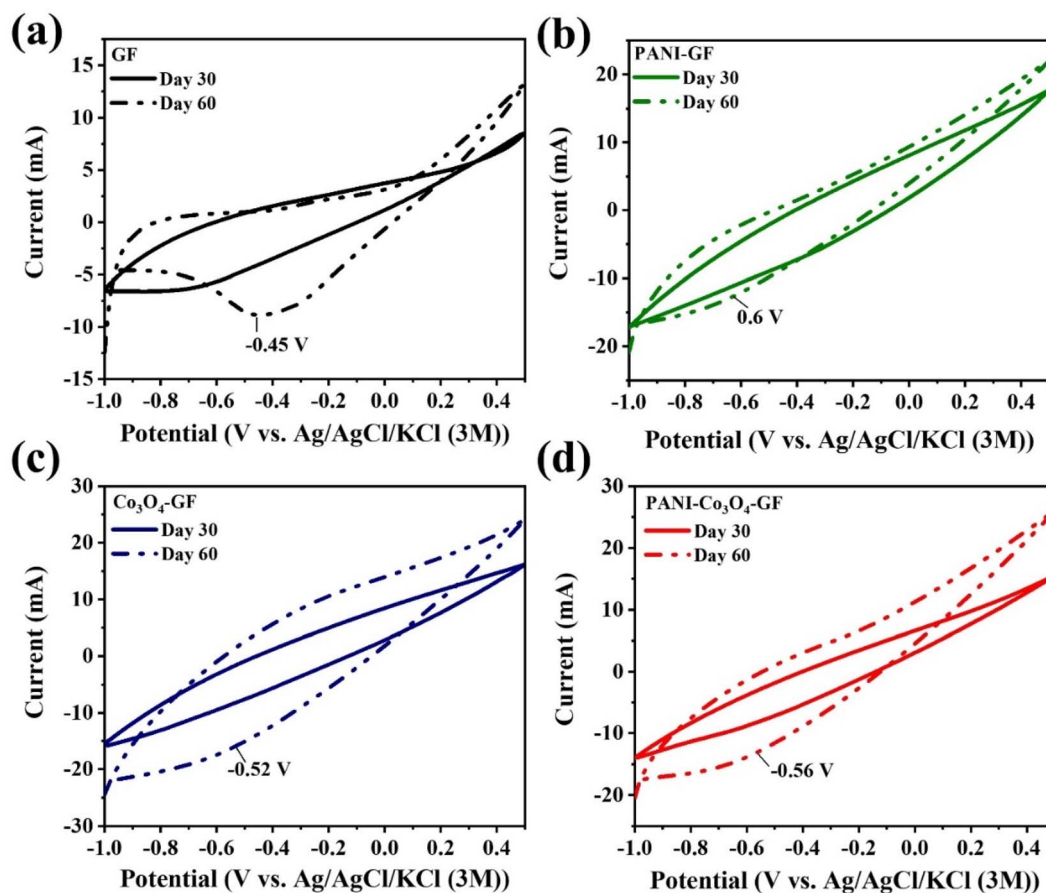 (a)
GF
Day 30
Day 60
-0.45 V
15
10
5
0
-5
-10
-15
Current (mA)
-1.0 -0.8 -0.6 -0.4 -0.2 0.0 0.2 0.4
Potential (V vs. Ag/AgCl/KCl (3M))
(b)
PANI-GF
Day 30
Day 60
0.6 V
20
10
0
-10
-20
Current (mA)
-1.0 -0.8 -0.6 -0.4 -0.2 0.0 0.2 0.4
Potential (V vs. Ag/AgCl/KCl (3M))
(c)
Co₃O₄-GF
Day 30
Day 60
-0.52 V
30
20
10
0
-10
-20
-30
Current (mA)
-1.0 -0.8 -0.6 -0.4 -0.2 0.0 0.2 0.4
Potential (V vs. Ag/AgCl/KCl (3M))
(d)
PANI-Co₃O₄-GF
Day 30
Day 60
-0.56 V
30
20
10
0
-10
-20
Current (mA)
-1.0 -0.8 -0.6 -0.4 -0.2 0.0 0.2 0.4
Potential (V vs. Ag/AgCl/KCl (3M))